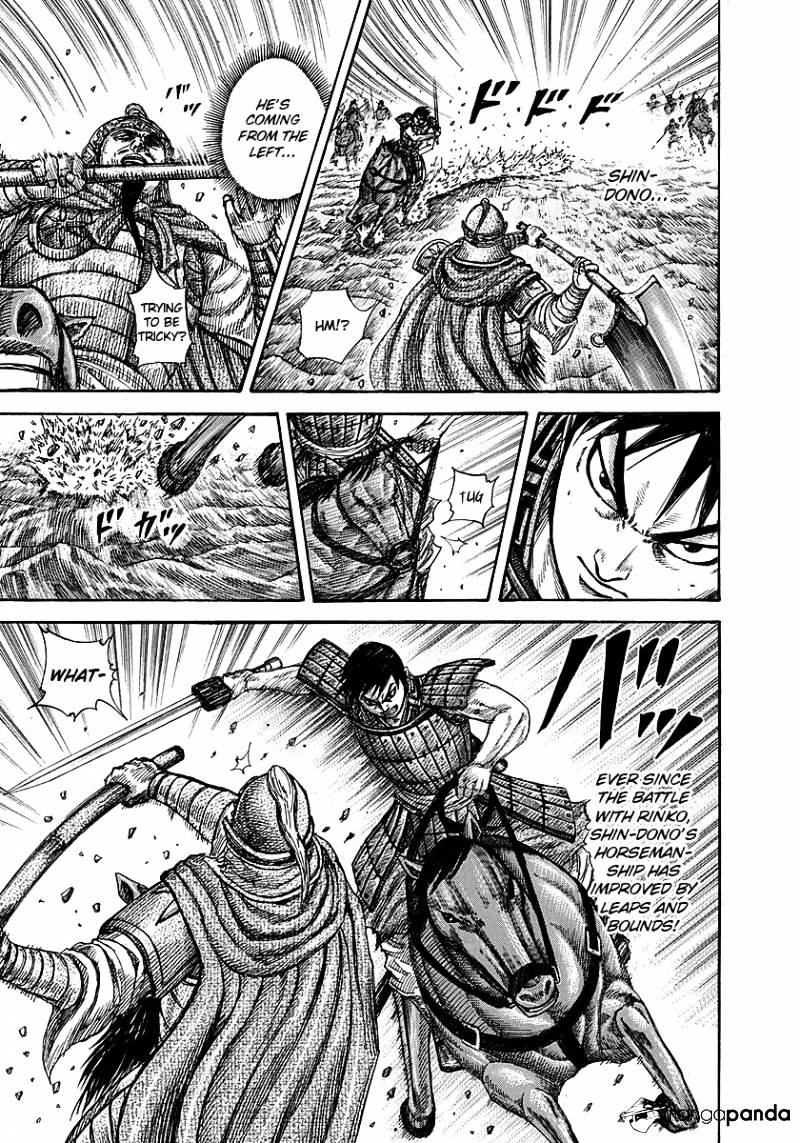 ド ド ド
SHIN-
DONO...
HM!?
HE'S
COMING
FROM THE
LEFT...
TRYING
TO BE
TRICKY?
TUG
ド ガ ッ
バ ッ
WHAT-
EVER SINCE
THE BATTLE
WITH RINKO,
SHIN-DONO'S
HORSEMAN-
SHIP HAS
IMPROVED BY
LEAPS AND
BOUNDS!
mangapanda